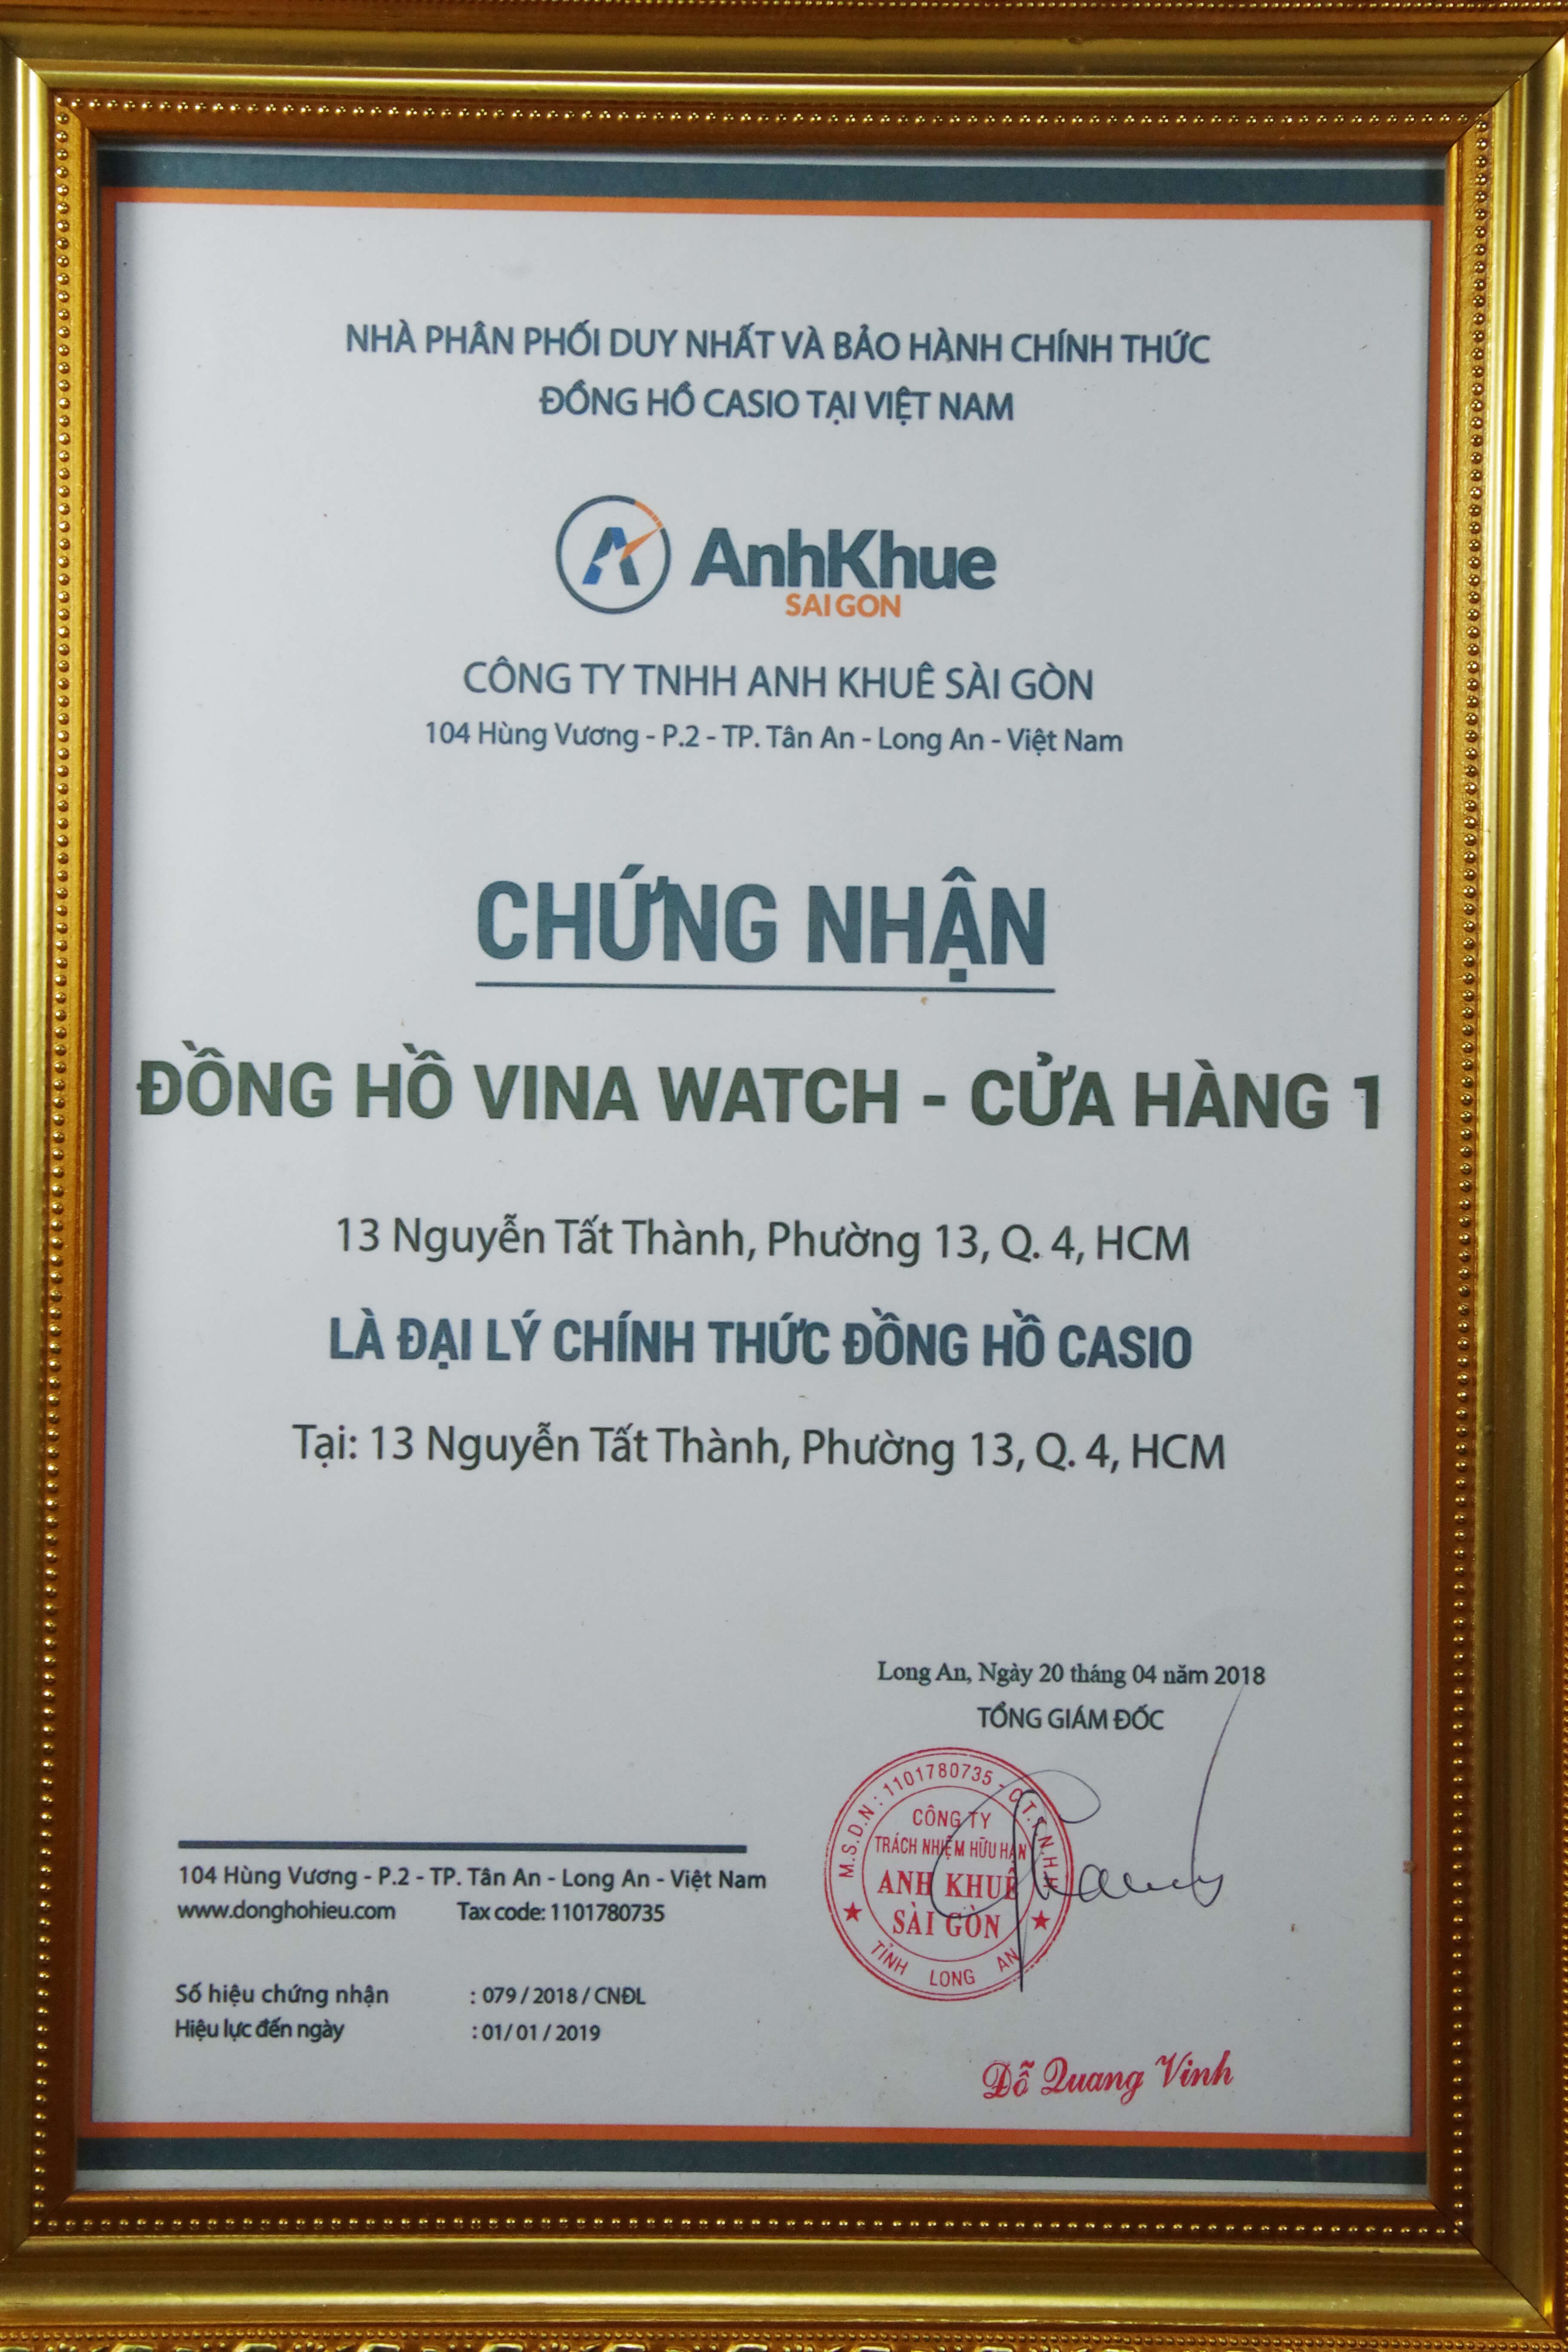 NHÀ PHÂN PHỐI DUY NHẤT VÀ BẢO HÀNH CHÍNH THỨC
ĐỒNG HỒ CASIO TẠI VIỆT NAM
A AnhKhue
SAIGON
CÔNG TY TNHH ANH KHUÊ SÀI GÒN
104 Hùng Vương - P.2 - TP. Tân An - Long An - Việt Nam
CHỨNG NHẬN
ĐỒNG HỒ VINA WATCH - CỬA HÀNG 1
13 Nguyễn Tất Thành, Phường 13, Q. 4, HCM
LÀ ĐẠI LÝ CHÍNH THỨC ĐỒNG HỒ CASIO
Tại: 13 Nguyễn Tất Thành, Phường 13, Q. 4, HCM
Long An, Ngày 20 tháng 04 năm 2018
TỔNG GIÁM ĐỐC
M.S.D.N: 1101780735 - C.T.T.N.H.H
CÔNG TY
TRÁCH NHIỆM HỮU HẠN
ANH KHUÊ
SÀI GÒN
TỈNH LONG AN
104 Hùng Vương - P.2 - TP. Tân An - Long An - Việt Nam
www.donghohieu.com Tax code: 1101780735
Số hiệu chứng nhận : 079 / 2018 / CNĐL
Hiệu lực đến ngày : 01/ 01 / 2019
Đỗ Quang Vinh